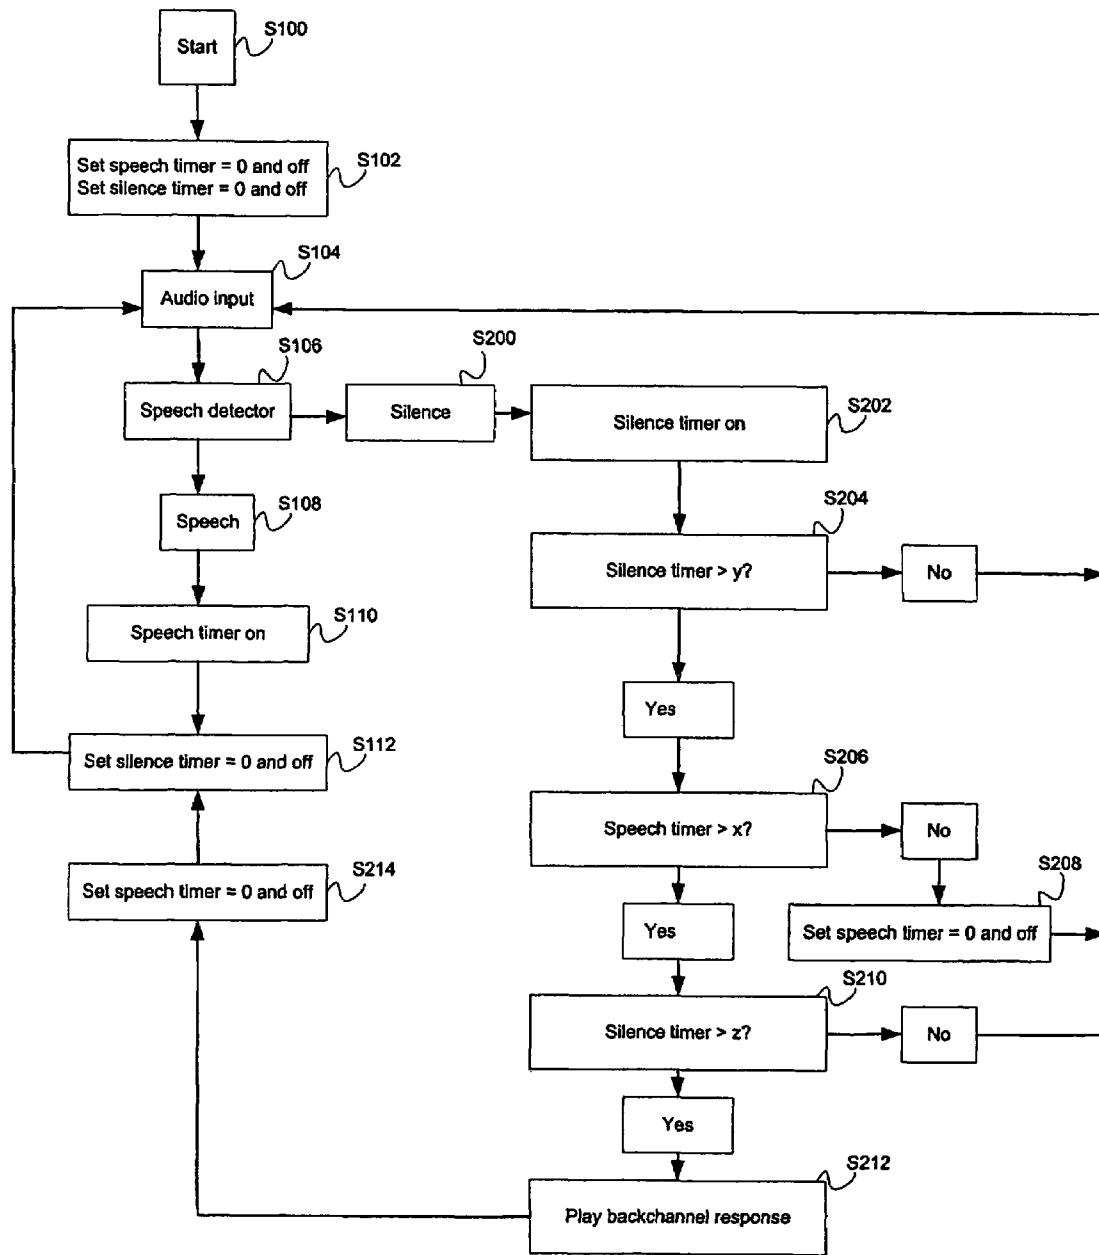 Start
S100
Set speech timer = 0 and off
Set silence timer = 0 and off
S102
S104
Audio input
S106
Speech detector
S200
Silence
Silence timer on
S202
S108
Speech
S204
Silence timer > y?
No
S110
Speech timer on
Yes
S112
Set silence timer = 0 and off
S206
Speech timer > x?
No
S214
Set speech timer = 0 and off
S208
Set speech timer = 0 and off
Yes
S210
Silence timer > z?
No
Yes
S212
Play backchannel response